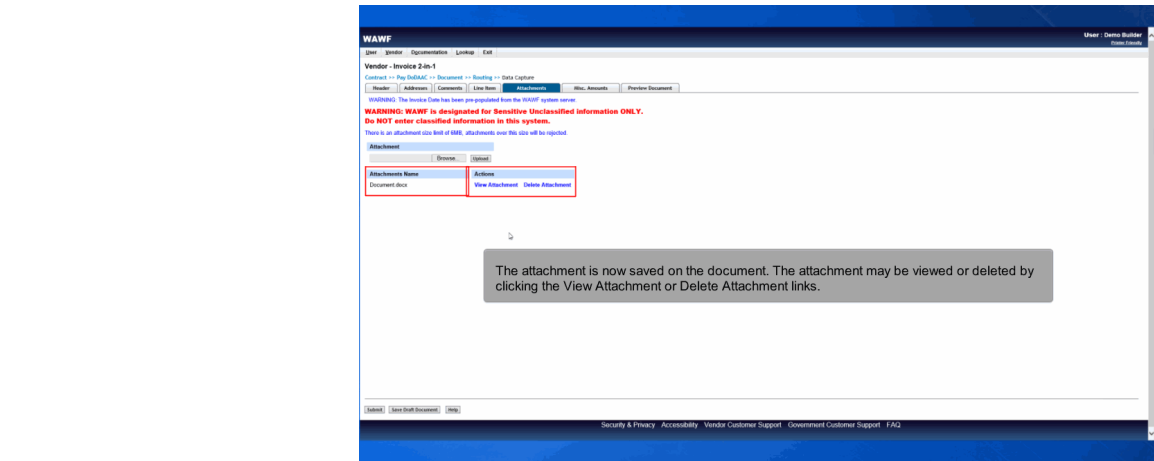 WAWF
User : Demo Builder
Printer Friendly
User Vendor Documentation Lookup Exit
Vendor - Invoice 2-in-1
Contract >> Pay DoDAAC >> Document >> Routing >> Data Capture
Header Addresses Comments Line Item Attachments Misc. Amounts Preview Document
WARNING: The Invoice Date has been pre-populated from the WAWF system server.
WARNING: WAWF is designated for Sensitive Unclassified information ONLY.
Do NOT enter classified information in this system.
There is an attachment size limit of 6MB, attachments over this size will be rejected.
Attachment
Browse... Upload
Attachments Name Actions
Document.docx View Attachment Delete Attachment
The attachment is now saved on the document. The attachment may be viewed or deleted by
clicking the View Attachment or Delete Attachment links.
Submit Save Draft Document Help
Security & Privacy Accessibility Vendor Customer Support Government Customer Support FAQ